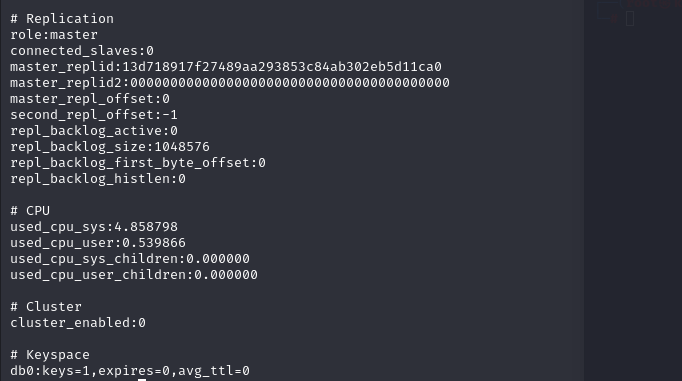 # Replication
role:master
connected_slaves:0
master_replid:13d718917f27489aa293853c84ab302eb5d11ca0
master_replid2:0000000000000000000000000000000000000000
master_repl_offset:0
second_repl_offset:-1
repl_backlog_active:0
repl_backlog_size:1048576
repl_backlog_first_byte_offset:0
repl_backlog_histlen:0
# CPU
used_cpu_sys:4.858798
used_cpu_user:0.539866
used_cpu_sys_children:0.000000
used_cpu_user_children:0.000000
# Cluster
cluster_enabled:0
# Keyspace
db0:keys=1,expires=0,avg_ttl=0